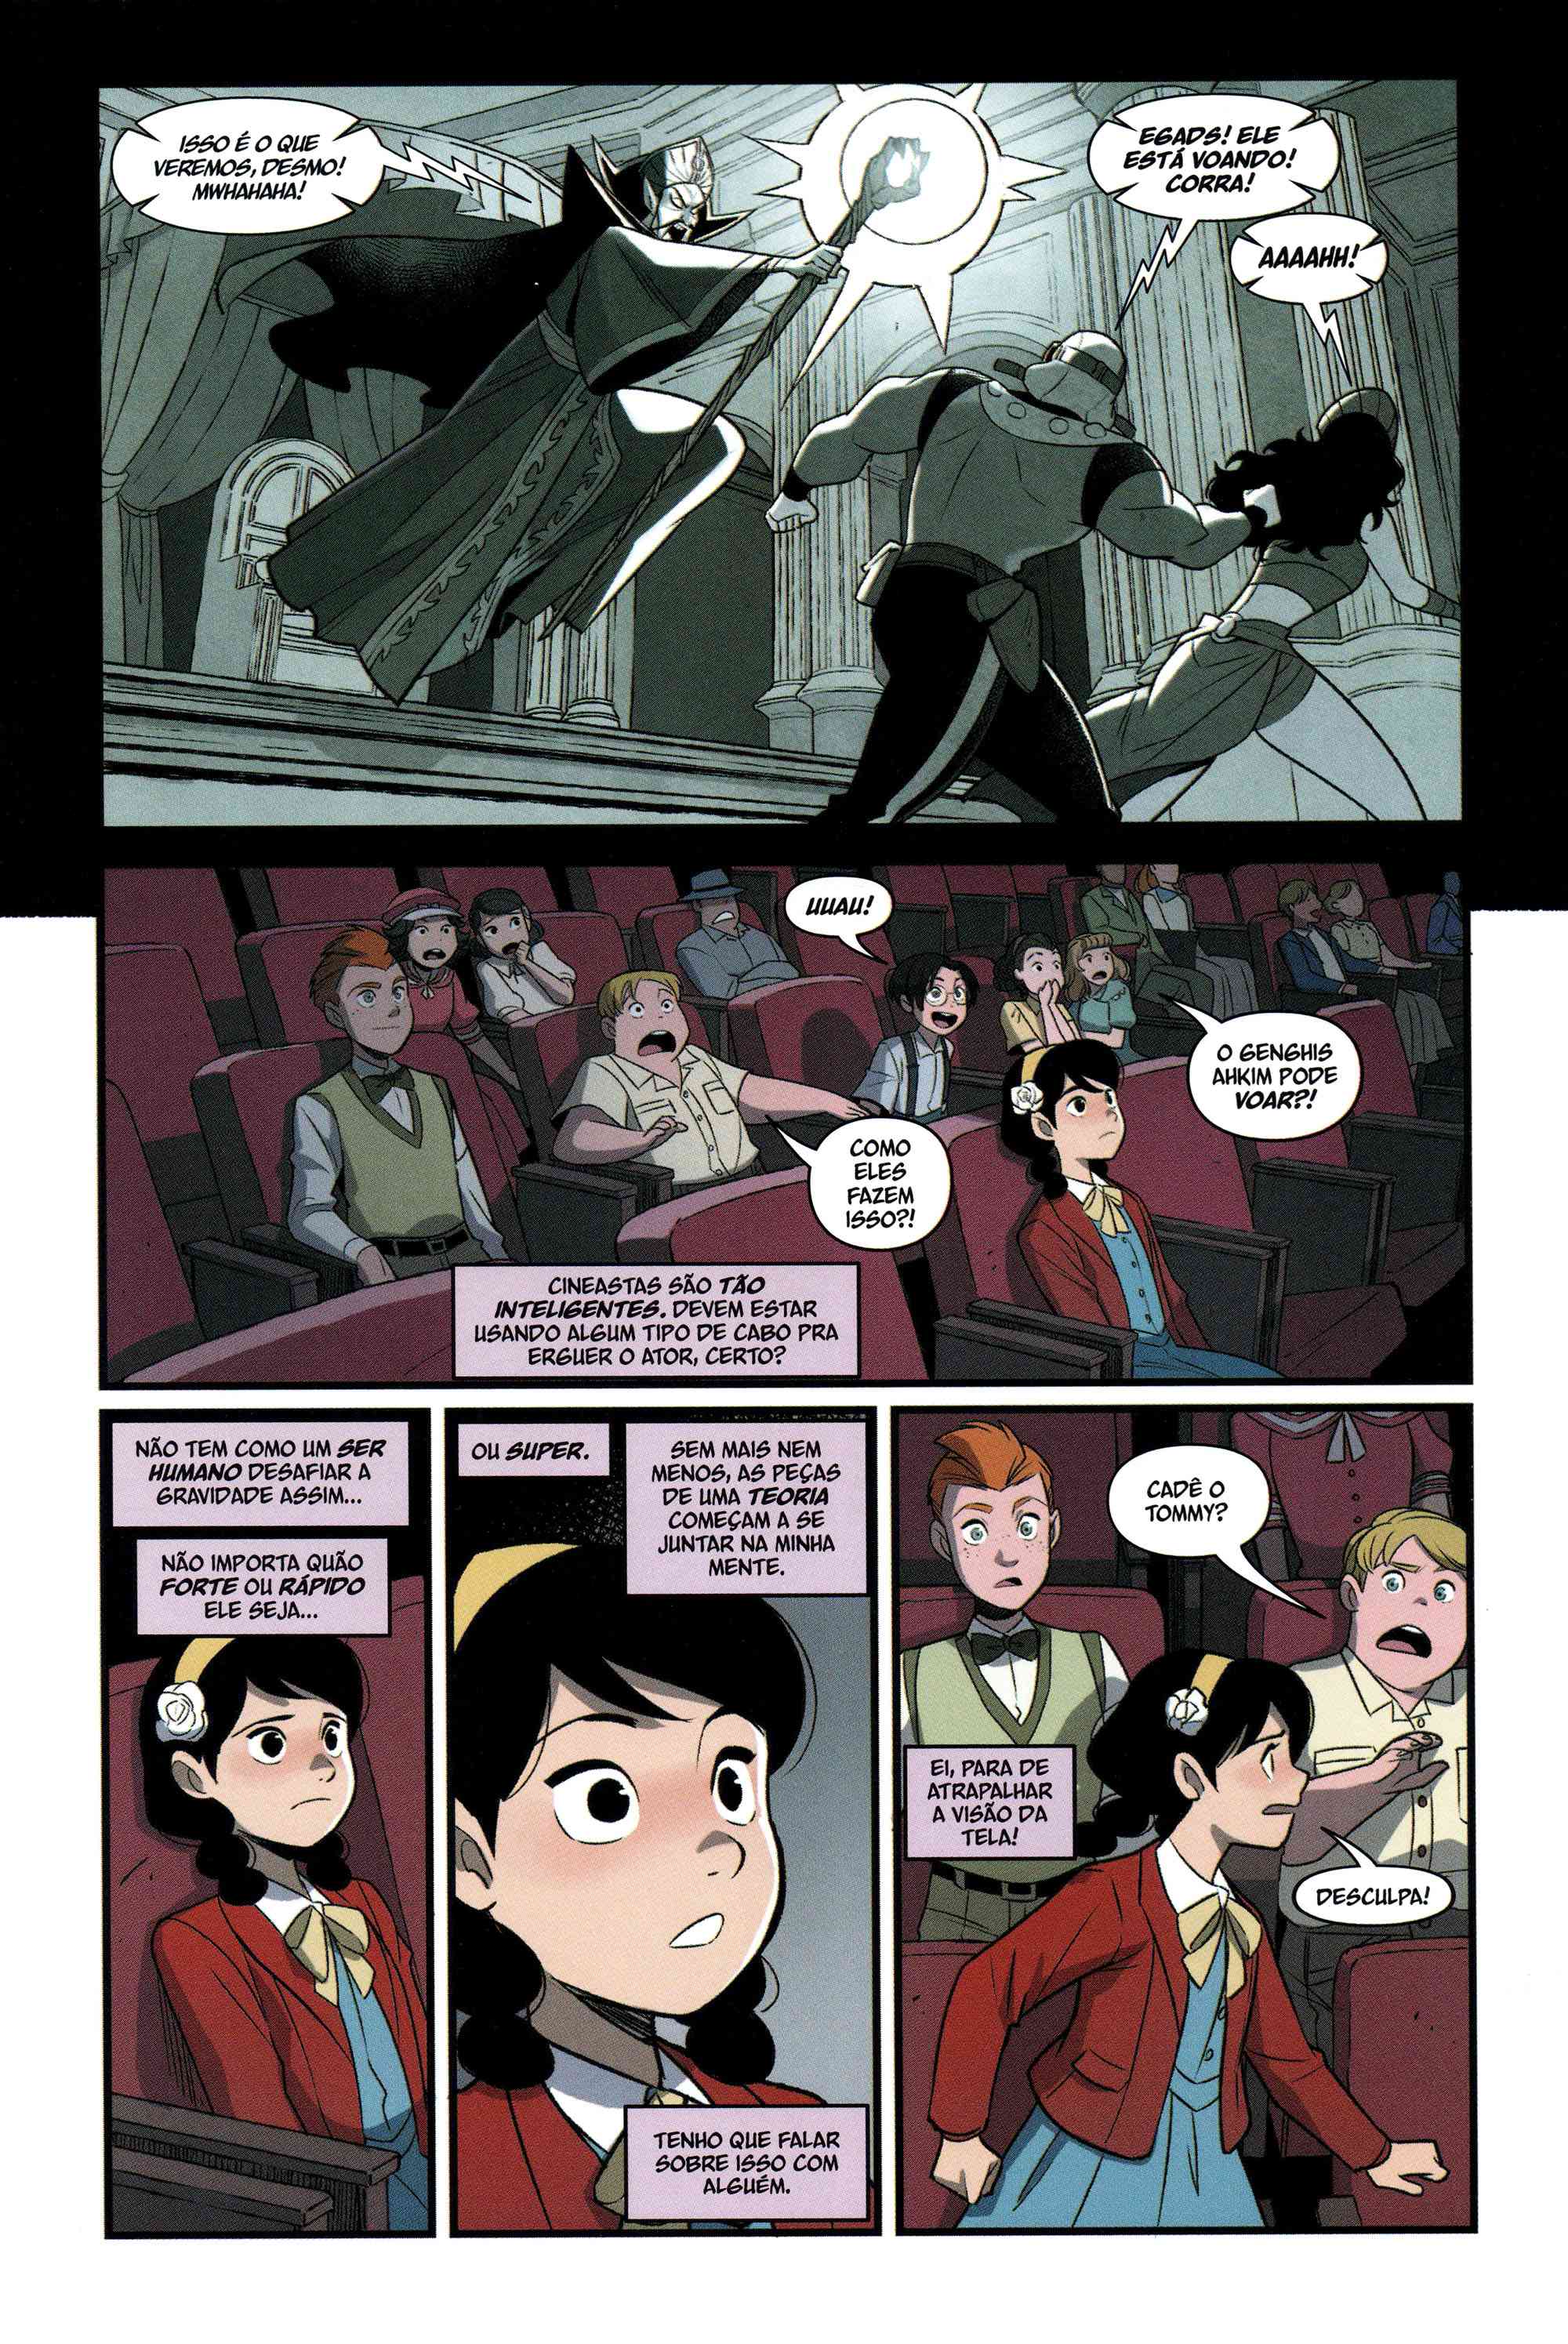 ISSO É O QUE
VEREMOS, DESMO!
MWHAHAHA!
EGADS! ELE
ESTÁ VOANDO!
CORRA!
AAAAHH!
UUAU!
O GENGHIS
AHKIM PODE
VOAR?!
COMO
ELES
FAZEM
ISSO?!
CINEASTAS SÃO TÃO
INTELIGENTES. DEVEM ESTAR
USANDO ALGUM TIPO DE CABO PRA
ERGUER O ATOR, CERTO?
NÃO TEM COMO UM SER
HUMANO DESAFIAR A
GRAVIDADE ASSIM...
NÃO IMPORTA QUÃO
FORTE OU RÁPIDO
ELE SEJA...
OU SUPER.
SEM MAIS NEM
MENOS, AS PEÇAS
DE UMA TEORIA
COMEÇAM A SE
JUNTAR NA MINHA
MENTE.
TENHO QUE FALAR
SOBRE ISSO COM
ALGUÉM.
CADÊ O
TOMMY?
EI, PARA DE
ATRAPALHAR
A VISÃO DA
TELA!
DESCULPA!